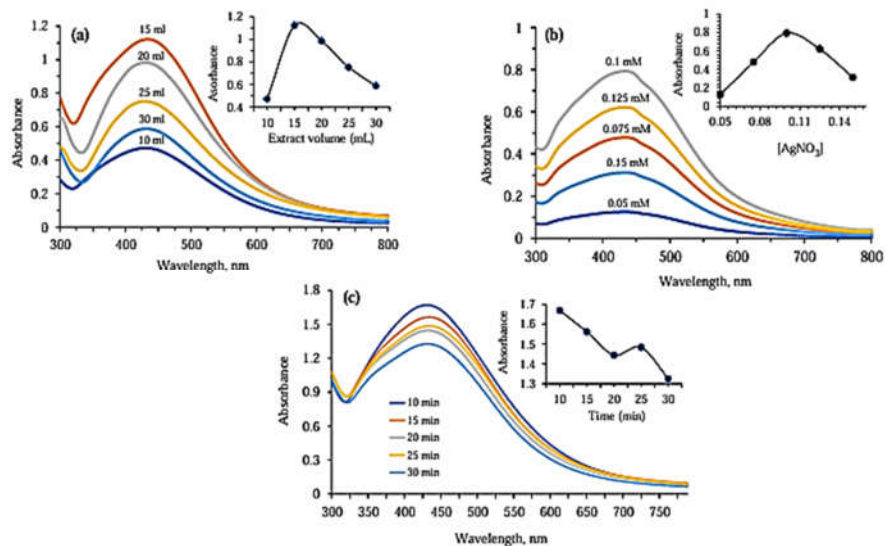 (a)
Absorbance
1.2
1
0.8
0.6
0.4
0.2
0
300 400 500 600 700 800
Wavelength, nm
15 ml
20 ml
25 ml
30 ml
10 ml
Asorbance
1.2
1
0.8
0.6
0.4
10 15 20 25 30
Extract volume (mL)
(b)
Absorbance
1
0.8
0.6
0.4
0.2
0
300 400 500 600 700 800
Wavelength, nm
0.1 mM
0.125 mM
0.075 mM
0.15 mM
0.05 mM
Absorbance
1
0.8
0.6
0.4
0.2
0
0.05 0.08 0.11 0.14
[AgNO3]
(c)
Absorbance
1.8
1.5
1.2
0.9
0.6
0.3
0
300 350 400 450 500 550 600 650 700 750
Wavelength, nm
10 min
15 min
20 min
25 min
30 min
Absorbance
1.7
1.6
1.5
1.4
1.3
10 15 20 25 30
Time (min)